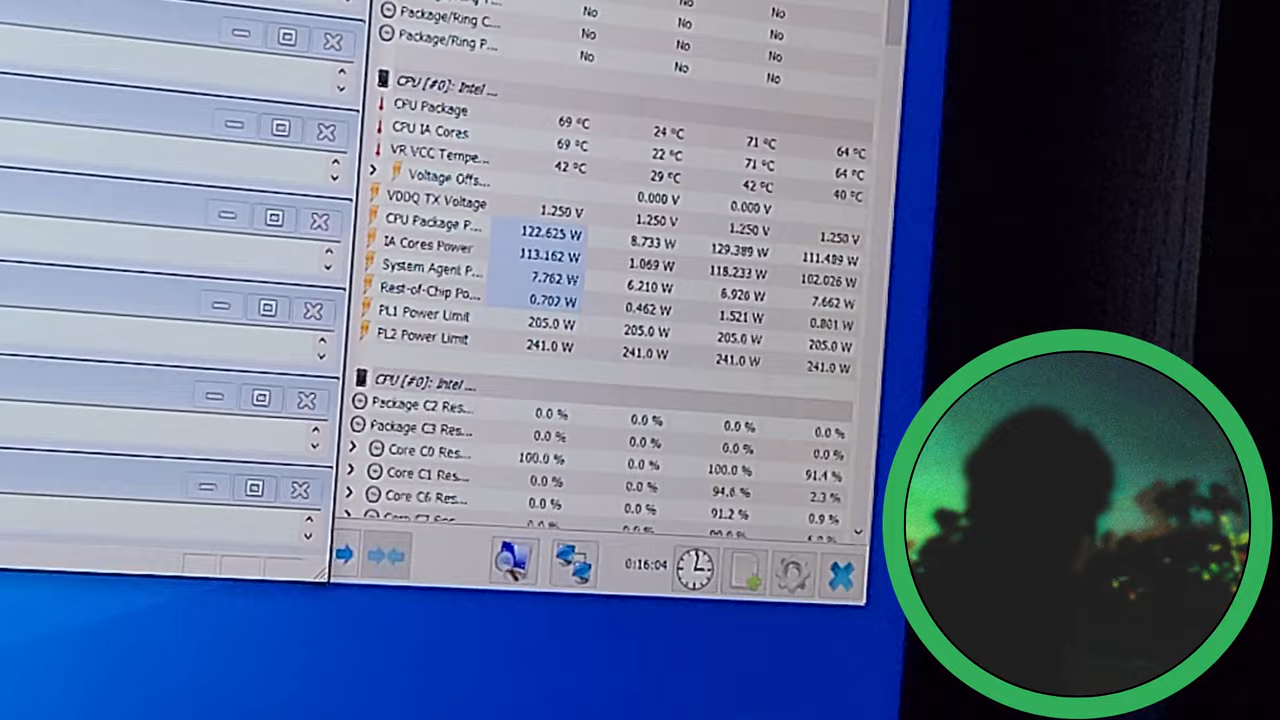 No
Package/Ring C... No No No
Package/Ring P... No No No
No No No
CPU [#0]: Intel ...
CPU Package 69 °C 24 °C 71 °C 64 °C
CPU IA Cores 69 °C 22 °C 71 °C 64 °C
VR VCC Tempe... 42 °C 29 °C 42 °C 40 °C
Voltage Offs... 0.000 V 0.000 V
VDDQ TX Voltage 1.250 V 1.250 V 1.250 V 1.250 V
CPU Package P... 122.625 W 8.733 W 129.389 W 111.489 W
IA Cores Power 113.162 W 1.069 W 118.233 W 102.026 W
System Agent P... 7.762 W 6.210 W 6.926 W 7.662 W
Rest-of-Chip Po... 0.702 W 0.462 W 1.521 W 0.801 W
PL1 Power Limit 205.0 W 205.0 W 205.0 W 205.0 W
PL2 Power Limit 241.0 W 241.0 W 241.0 W 241.0 W
CPU [#0]: Intel ...
Package C2 Res... 0.0 % 0.0 % 0.0 % 0.0 %
Package C3 Res... 0.0 % 0.0 % 0.0 % 0.0 %
Core C0 Res... 100.0 % 0.0 % 100.0 % 91.4 %
Core C1 Res... 0.0 % 0.0 % 94.6 % 2.3 %
Core C6 Res... 0.0 % 0.0 % 91.2 % 0.9 %
0:16:04